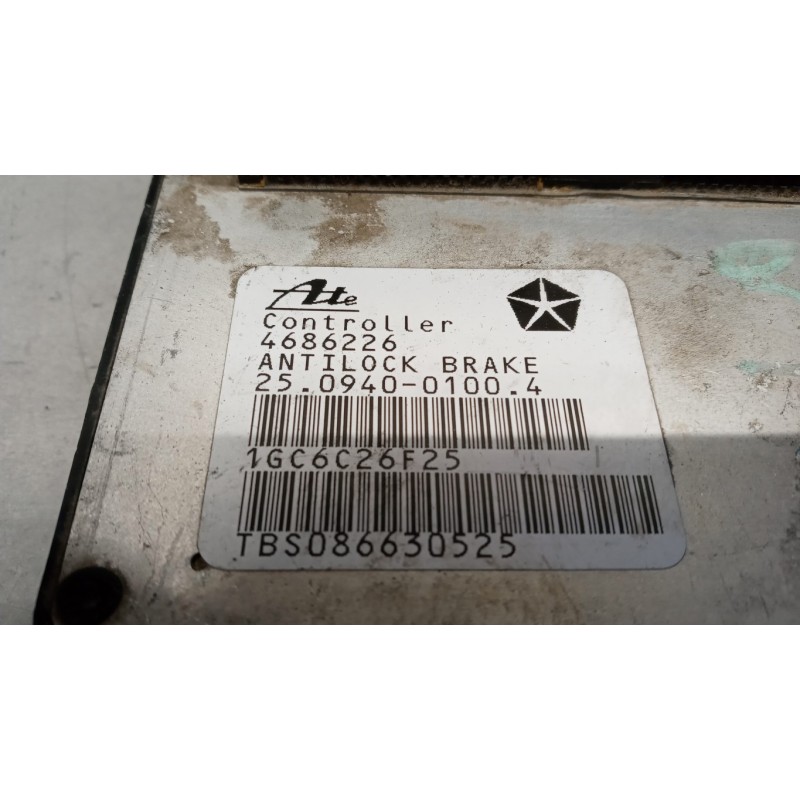 Ate
Controller
4686226
ANTILOCK BRAKE
25.0940-0100.4
1GC6C26F25
TBS086630525